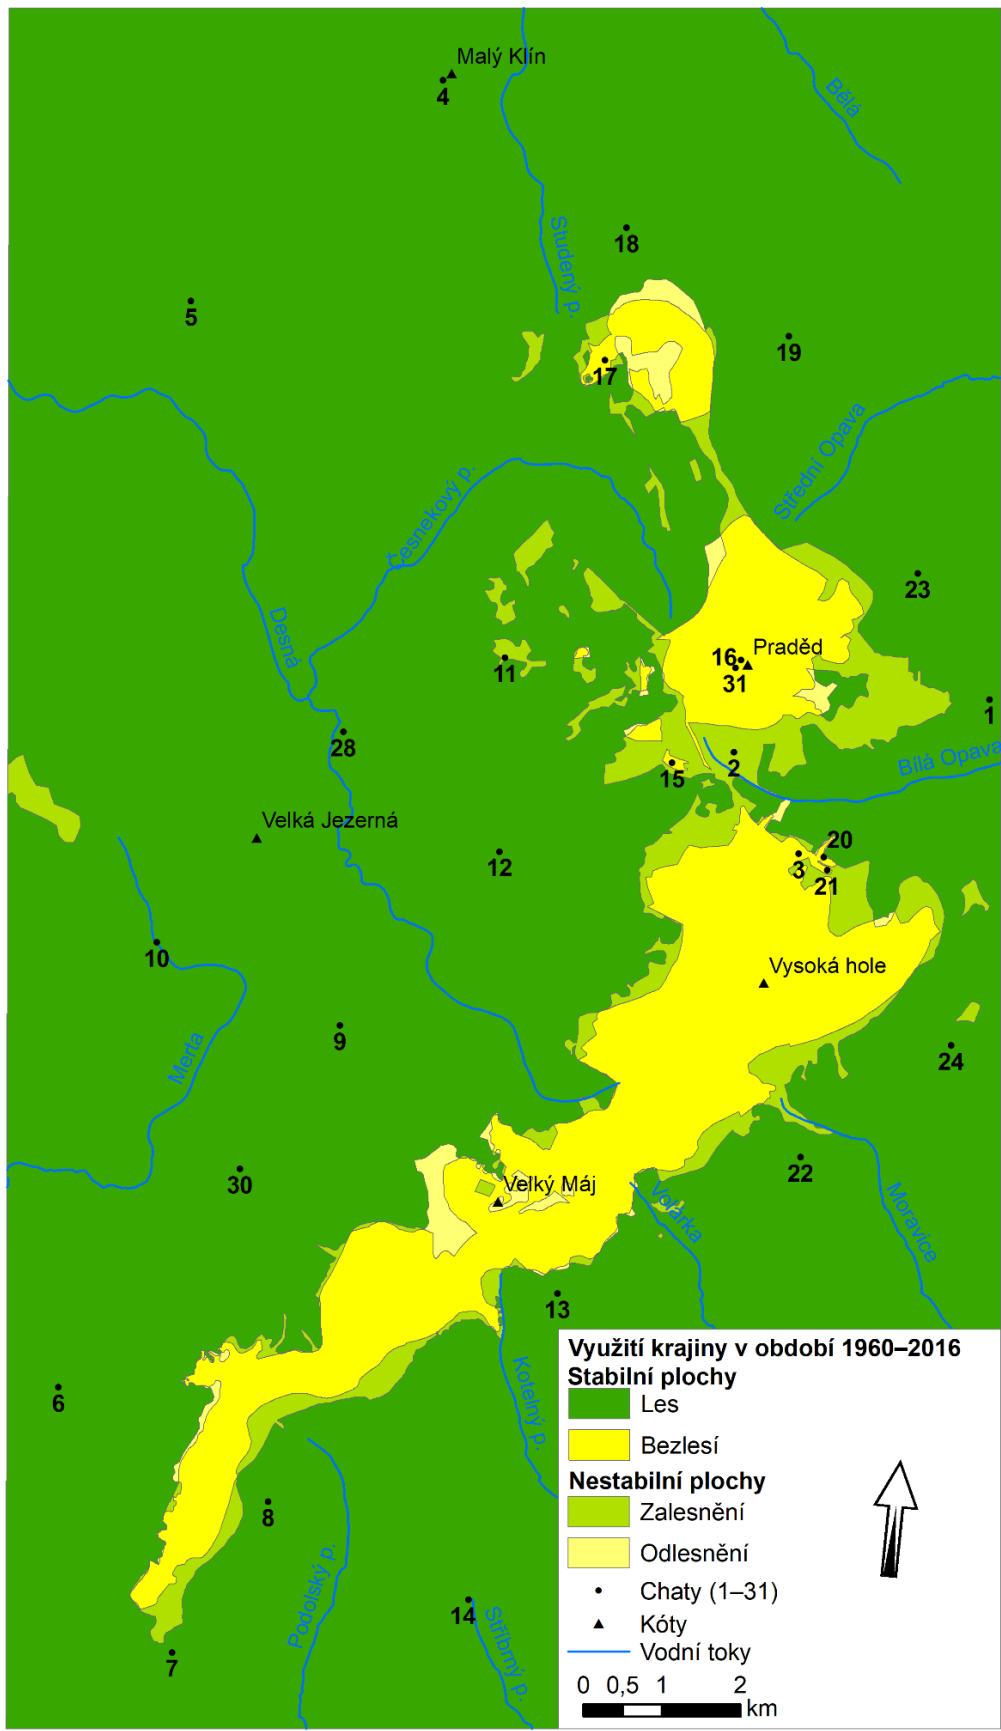 Malý Klín
4
Bělá
Studený p.
18
5
19
17
Střední Opava
Česnekový p.
23
Desná
11
Praděd
16
31
1
28
2
Bílá Opava
15
Velká Jezerná
12
20
3
21
10
Vysoká hole
9
24
Merta
22
30
Velký Máj
Volárka
Moravice
13
6
Kotelný p.
8
Podolský p.
14
Stříbrný p.
7
Využití krajiny v období 1960–2016
Stabilní plochy
Les
Bezlesí
Nestabilní plochy
Zalesnění
Odlesnění
Chaty (1–31)
Kóty
Vodní toky
0 0,5 1 2
km